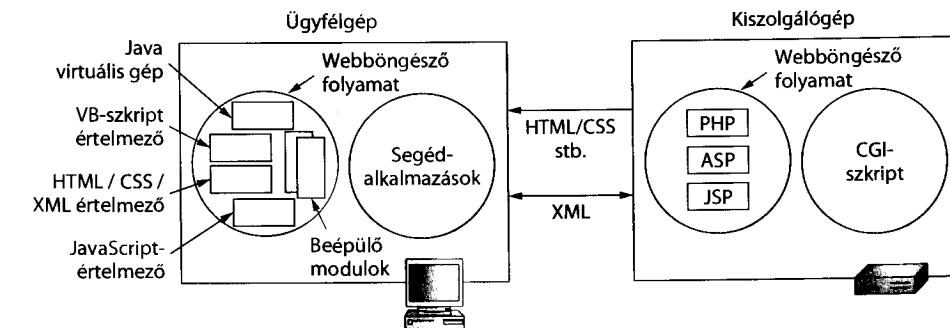 Ügyfélgép
Kiszolgálógép
Java
virtuális gép
VB-szkript
értelmező
HTML / CSS /
XML értelmező
JavaScript-
értelmező
Webböngésző
folyamat
Beépülő
modulok
Segéd-
alkalmazások
HTML/CSS
stb.
XML
Webböngésző
folyamat
PHP
ASP
JSP
CGI-
szkript